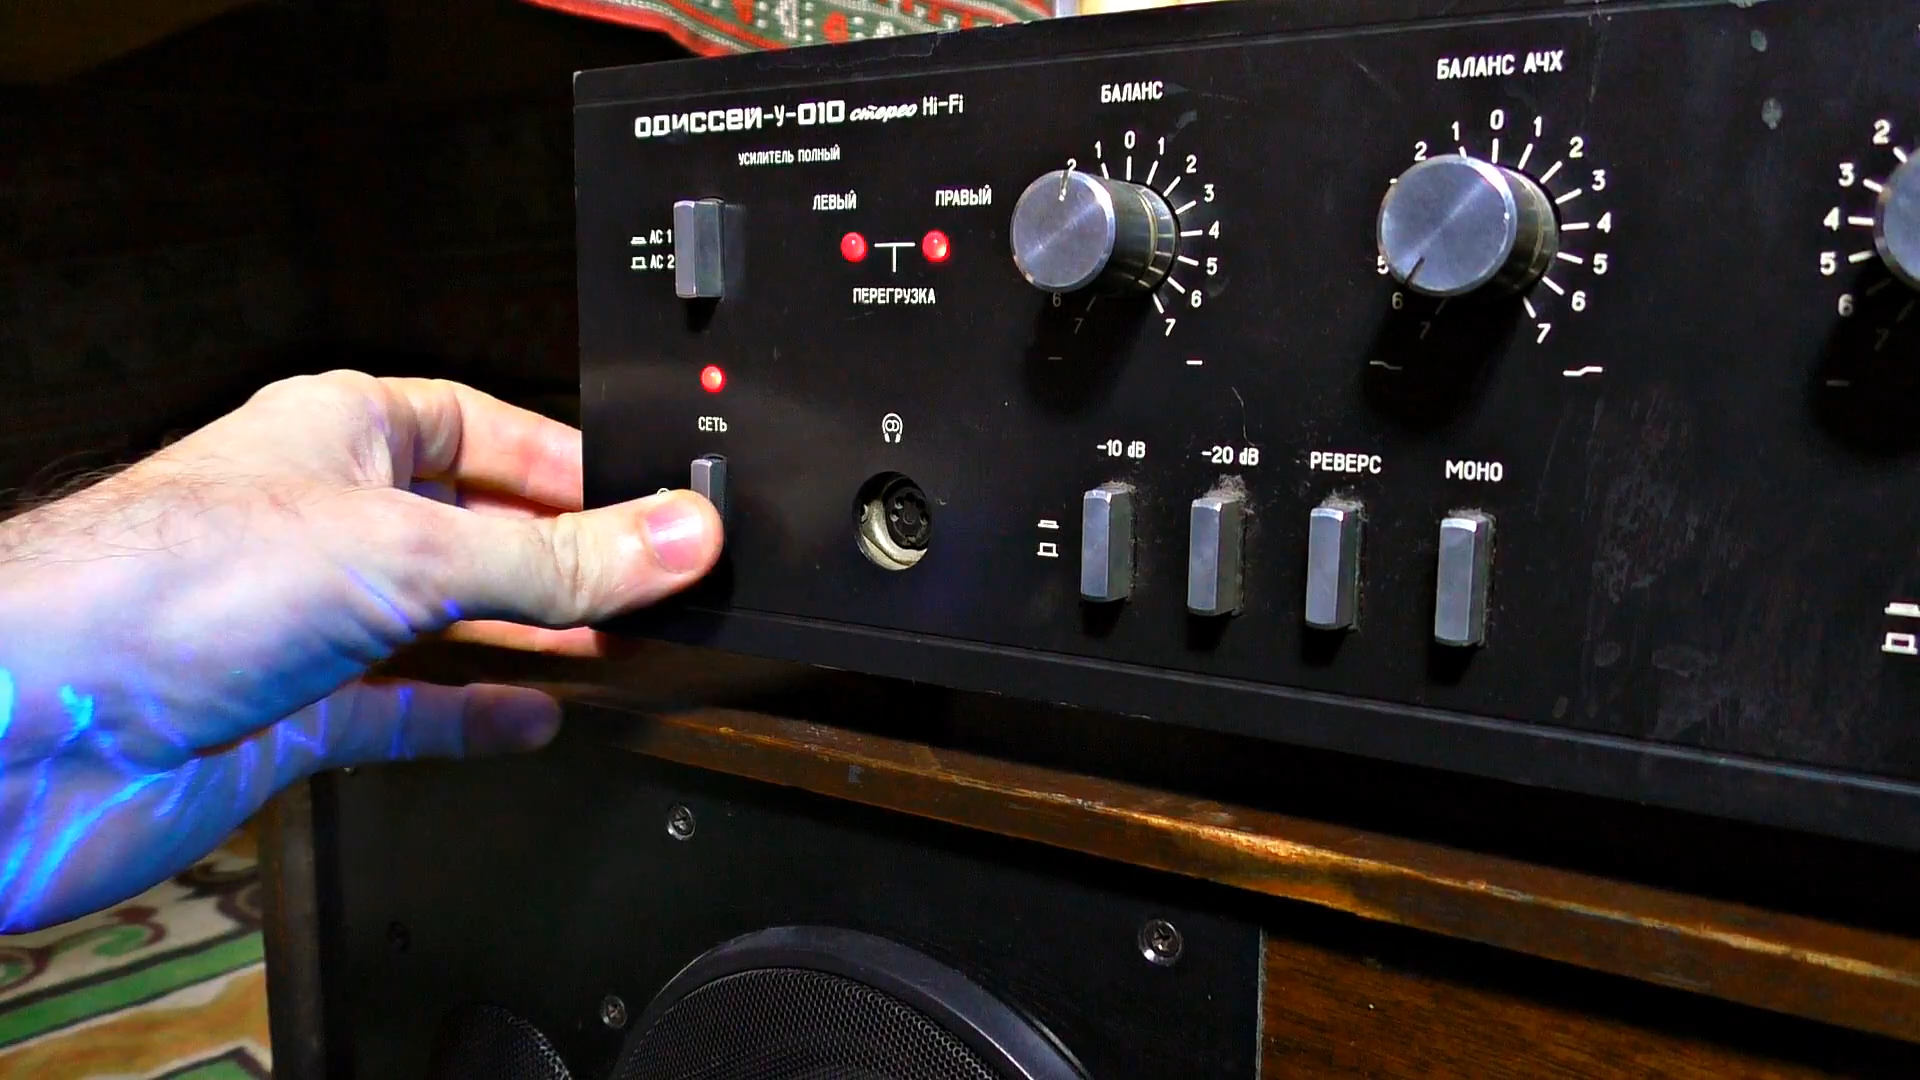 ОДИССЕЙ-У-010 стерео Hi-Fi
УСИЛИТЕЛЬ ПОЛНЫЙ
БАЛАНС
БАЛАНС АЧХ
ЛЕВЫЙ
ПРАВЫЙ
АС 1
АС 2
ПЕРЕГРУЗКА
СЕТЬ
2 1 0 1 2 3 4 5 6 7
6 7
2 1 0 1 2 3 4 5 6 7
5 6 7
2 3 4 5 6 7
-10 dB
-20 dB
РЕВЕРС
МОНО